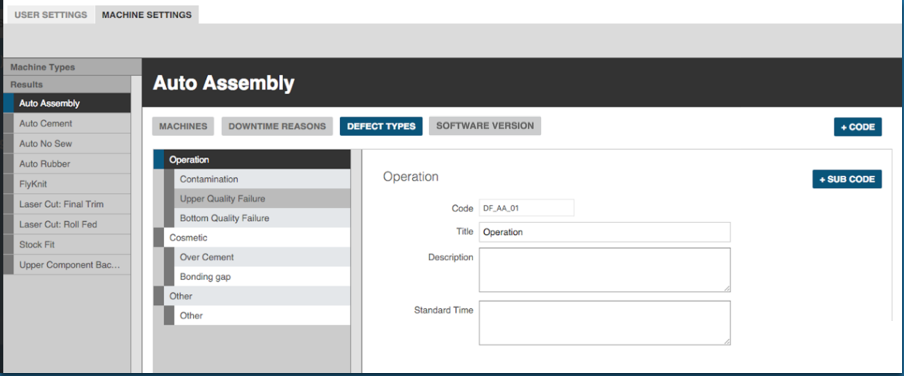 USER SETTINGS
MACHINE SETTINGS
Machine Types
Results
Auto Assembly
Auto Cement
Auto No Sew
Auto Rubber
FlyKnit
Laser Cut: Final Trim
Laser Cut: Roll Fed
Stock Fit
Upper Component Bac...
Auto Assembly
MACHINES
DOWNTIME REASONS
DEFECT TYPES
SOFTWARE VERSION
+ CODE
Operation
Contamination
Upper Quality Failure
Bottom Quality Failure
Cosmetic
Over Cement
Bonding gap
Other
Other
Operation
+ SUB CODE
Code DF_AA_01
Title Operation
Description
Standard Time